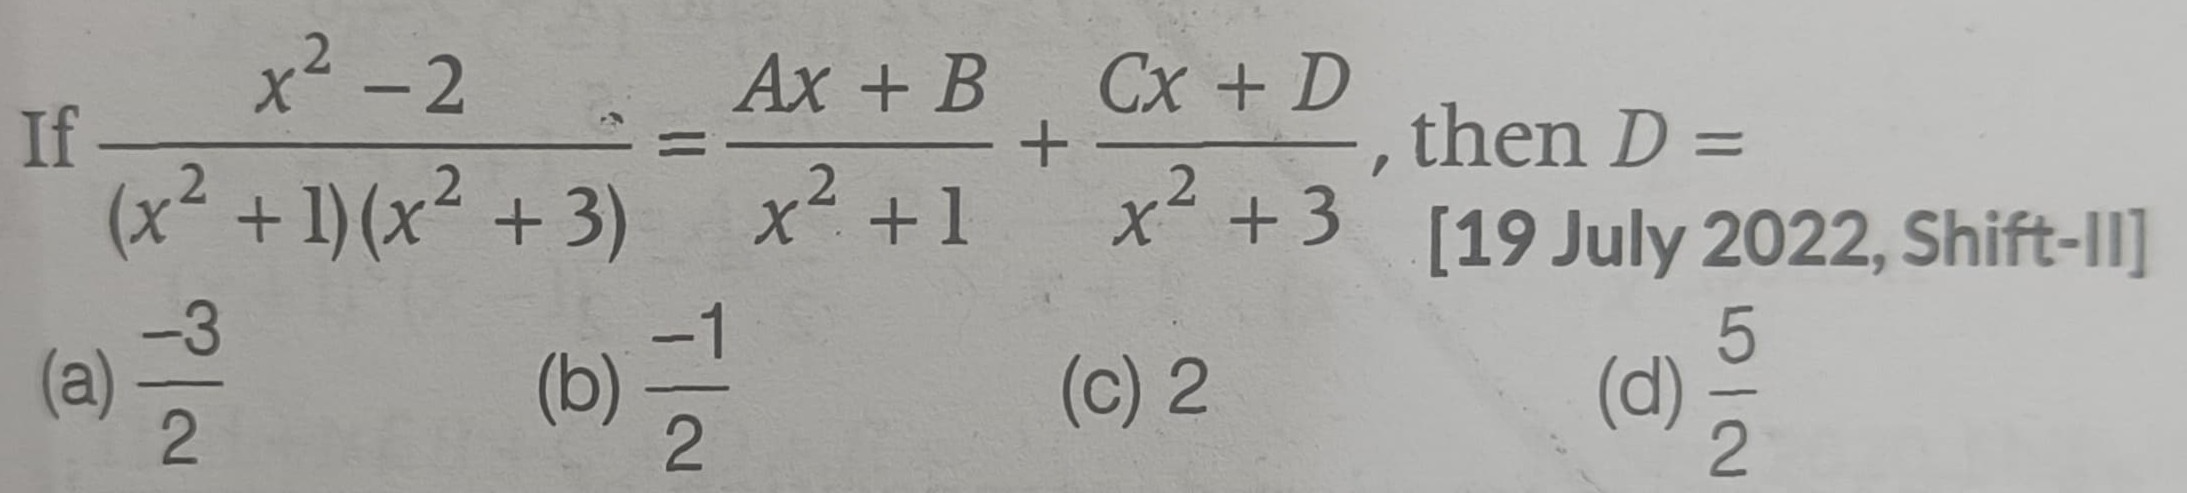 If \frac{x^2 - 2}{(x^2 + 1)(x^2 + 3)} = \frac{Ax + B}{x^2 + 1} + \frac{Cx + D}{x^2 + 3}, then D =
[19 July 2022, Shift-II]
(a) \frac{-3}{2} (b) \frac{-1}{2} (c) 2 (d) \frac{5}{2}